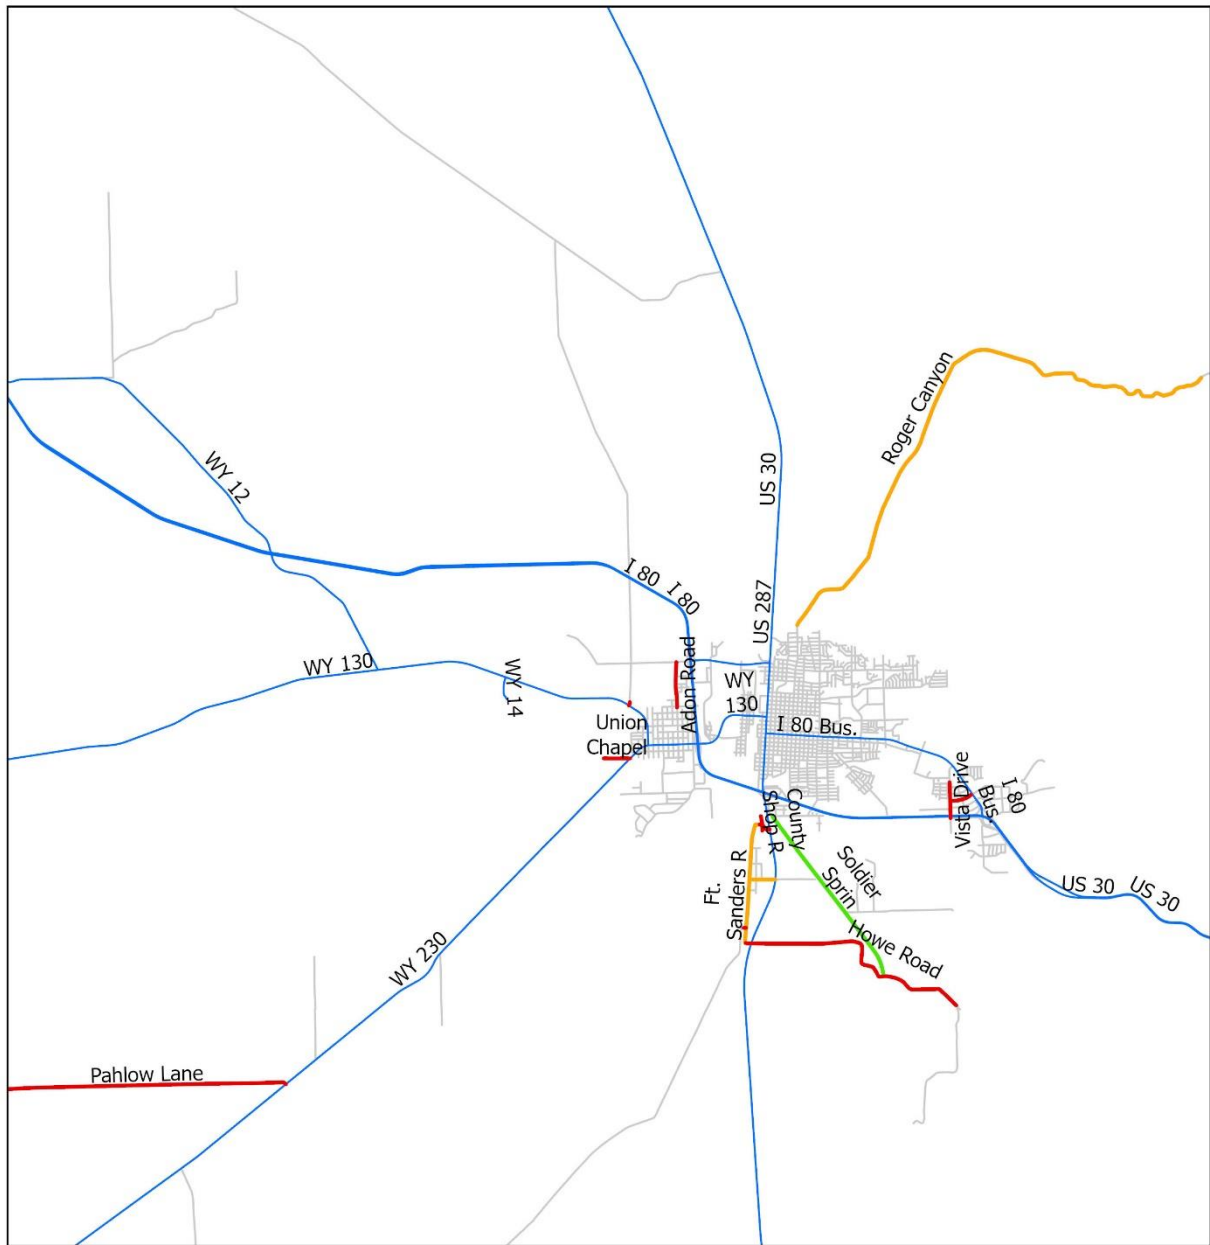 Roger Canyon
WY 12
US 30
I 80
I 80
US 287
WY 130
WY 14
Adon Road
WY
130
Union
Chapel
I 80 Bus.
I 80
Bus.
Vista Drive
County
Shop R
Soldier
Sprin
Ft.
Sanders R
US 30
US 30
Howe Road
WY 230
Pahlow Lane